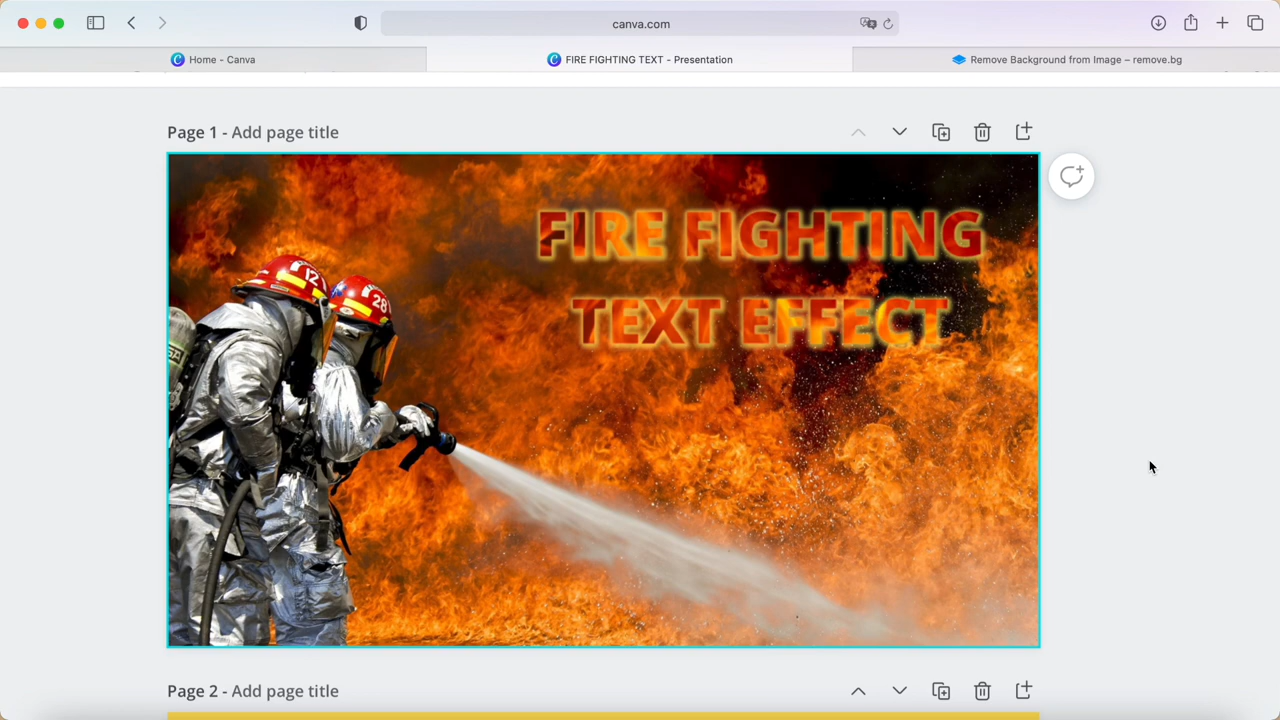 canva.com
Home - Canva
FIRE FIGHTING TEXT - Presentation
Remove Background from Image – remove.bg
Page 1 - Add page title
FIRE FIGHTING
TEXT EFFECT
12
28
Page 2 - Add page title